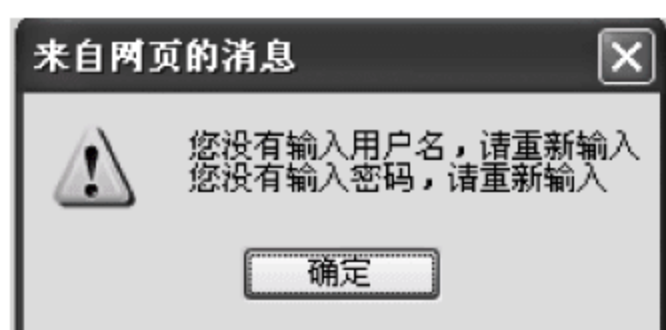 来自网页的消息
您没有输入用户名，请重新输入
您没有输入密码，请重新输入
确定